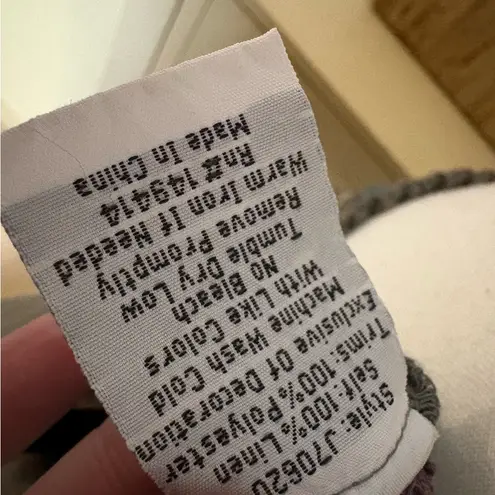 Style: J70620
Self:100% Linen
Trims:100% Polyester
Exclusive Of Decoration
Machine Wash Cold
With Like Colors
NO Bleach
Tumble Dry Low
Remove Promptly
Warm Iron If Needed
Rn# 149414
Made In China